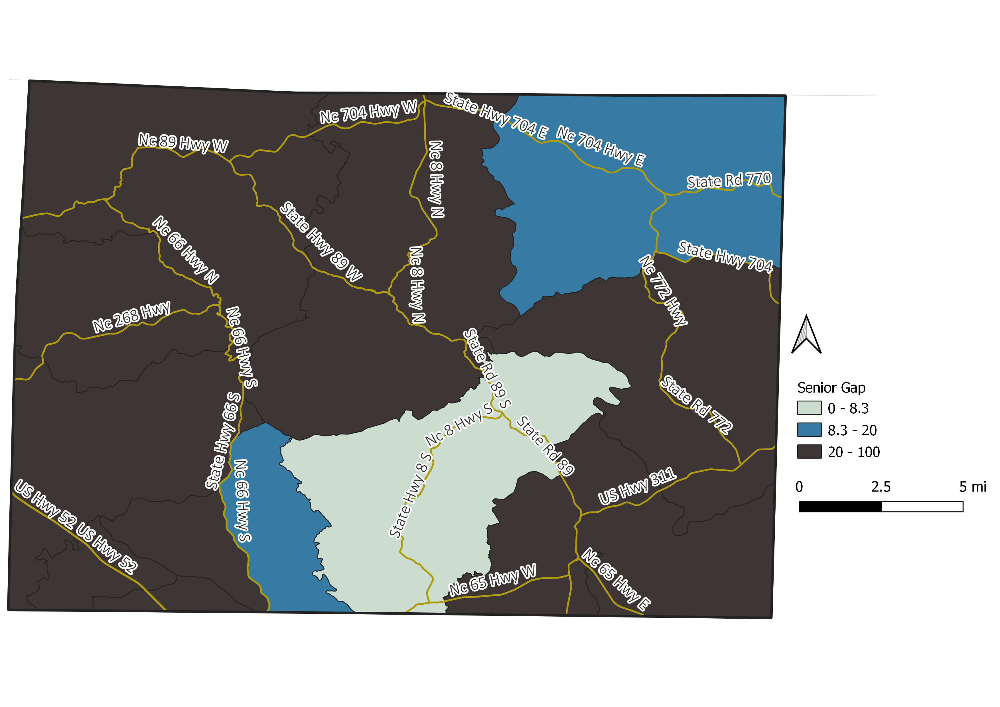 State Hwy 704 E
Nc 704 Hwy W
Nc 89 Hwy W
Nc 704 Hwy E
Nc 8 Hwy N
State Rd 770
State Hwy 89 W
Nc 66 Hwy N
State Hwy 704
Nc 8 Hwy N
Nc 772 Hwy
Nc 268 Hwy
Nc 66 Hwy S
State Rd 89 S
State Rd 772
State Hwy 66 S
Nc 8 Hwy S
State Rd 89
State Hwy 8 S
Nc 66 Hwy S
US Hwy 311
US Hwy 52
US Hwy 52
Nc 65 Hwy W
Nc 65 Hwy E
Senior Gap
0 - 8.3
8.3 - 20
20 - 100
0 2.5 5 mi